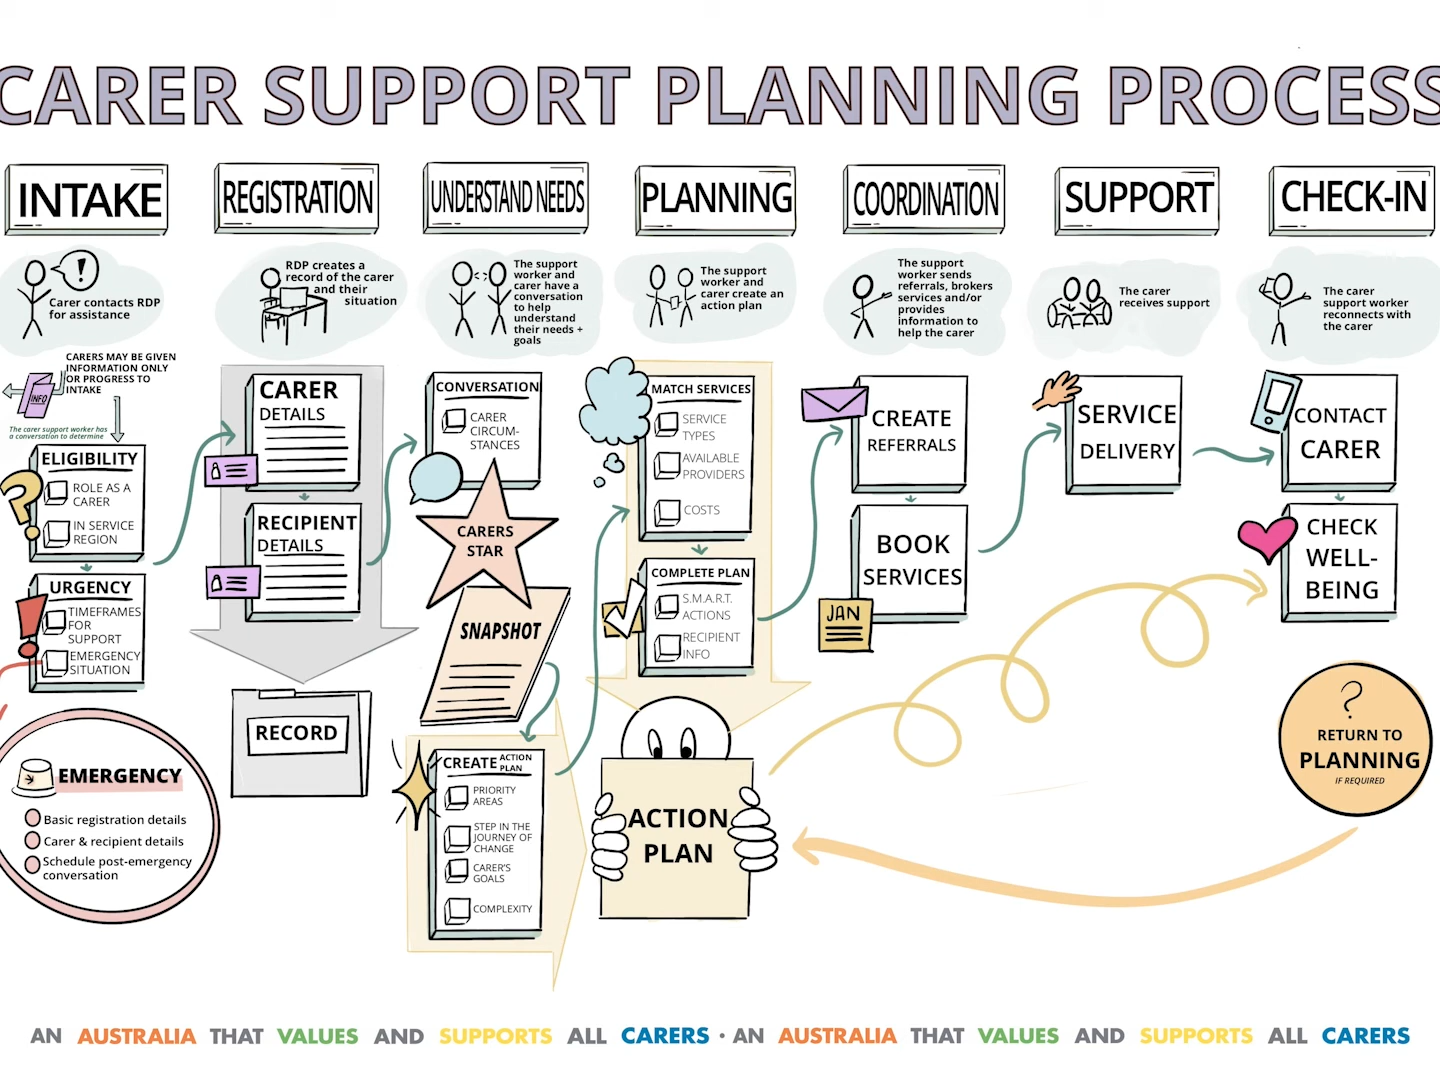 CARER SUPPORT PLANNING PROCESS
INTAKE
Carer contacts RDP
for assistance
CARERS MAY BE GIVEN
INFORMATION ONLY
OR PROGRESS TO
INTAKE
INFO
The carer support worker has
a conversation to determine
ELIGIBILITY
ROLE AS A
CARER
IN SERVICE
REGION
URGENCY
TIMEFRAMES
FOR
SUPPORT
EMERGENCY
SITUATION
EMERGENCY
Basic registration details
Carer & recipient details
Schedule post-emergency
conversation
REGISTRATION
RDP creates a
record of the carer
and their
situation
CARER
DETAILS
RECIPIENT
DETAILS
RECORD
UNDERSTAND NEEDS
The support
worker and
carer have a
conversation
to help
understand
their needs +
goals
CONVERSATION
CARER
CIRCUM-
STANCES
CARERS
STAR
SNAPSHOT
CREATE ACTION
PLAN
PRIORITY
AREAS
STEP IN THE
JOURNEY OF
CHANGE
CARER'S
GOALS
COMPLEXITY
PLANNING
The support
worker and
carer create an
action plan
MATCH SERVICES
SERVICE
TYPES
AVAILABLE
PROVIDERS
COSTS
COMPLETE PLAN
S.M.A.R.T.
ACTIONS
RECIPIENT
INFO
ACTION
PLAN
COORDINATION
The support
worker sends
referrals, brokers
services and/or
provides
information to
help the carer
CREATE
REFERRALS
BOOK
SERVICES
JAN
SUPPORT
The carer
receives support
SERVICE
DELIVERY
CHECK-IN
The carer
support worker
reconnects with
the carer
CONTACT
CARER
CHECK
WELL-
BEING
?
RETURN TO
PLANNING
IF REQUIRED
AN AUSTRALIA THAT VALUES AND SUPPORTS ALL CARERS · AN AUSTRALIA THAT VALUES AND SUPPORTS ALL CARERS